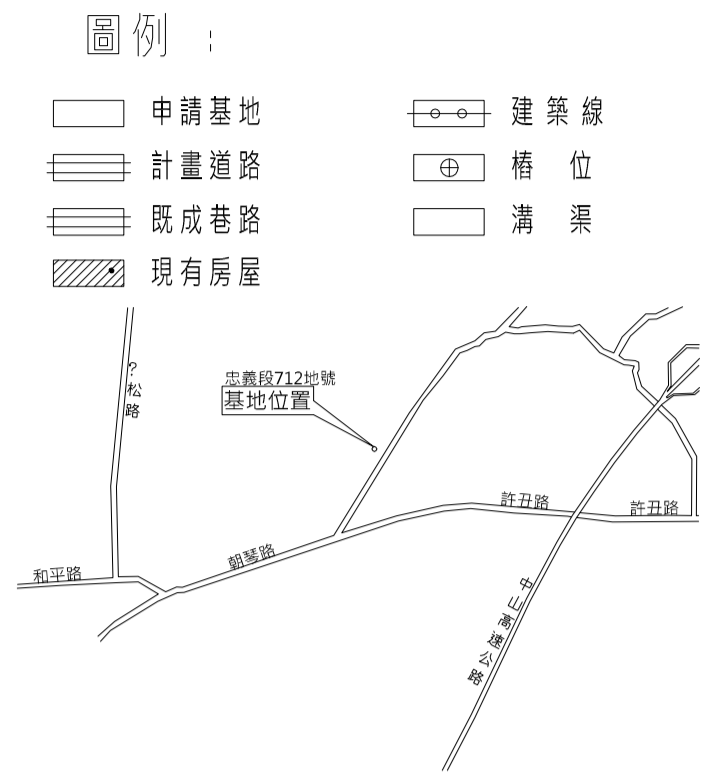 圖例：
申請基地
計畫道路
既成巷路
現有房屋
建築線
樁位
溝渠
?松路
忠義段712地號
基地位置
許丑路
許丑路
朝琴路
和平路
中山高速公路